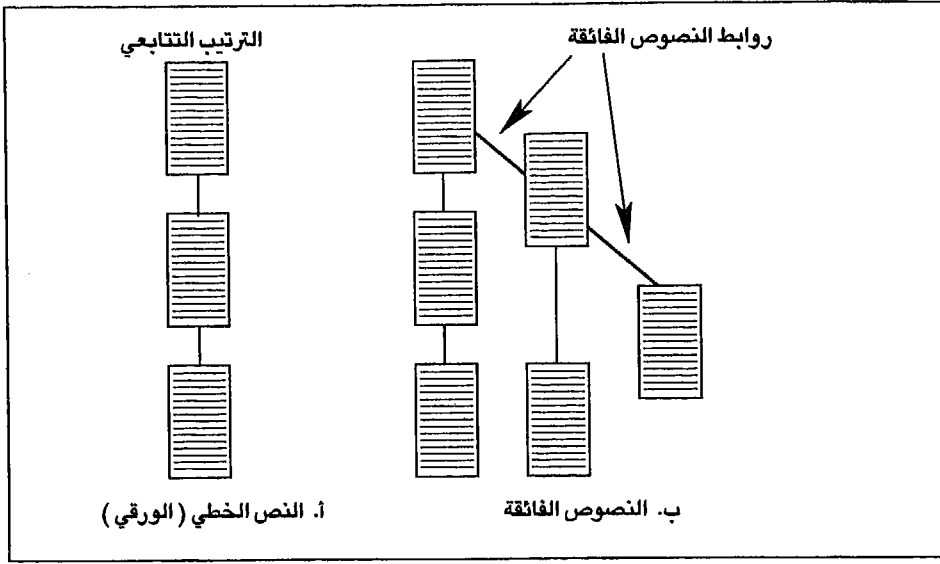 روابط النصوص الفائقة
الترتيب التتابعي
ب. النصوص الفائقة
أ. النص الخطي (الورقي)